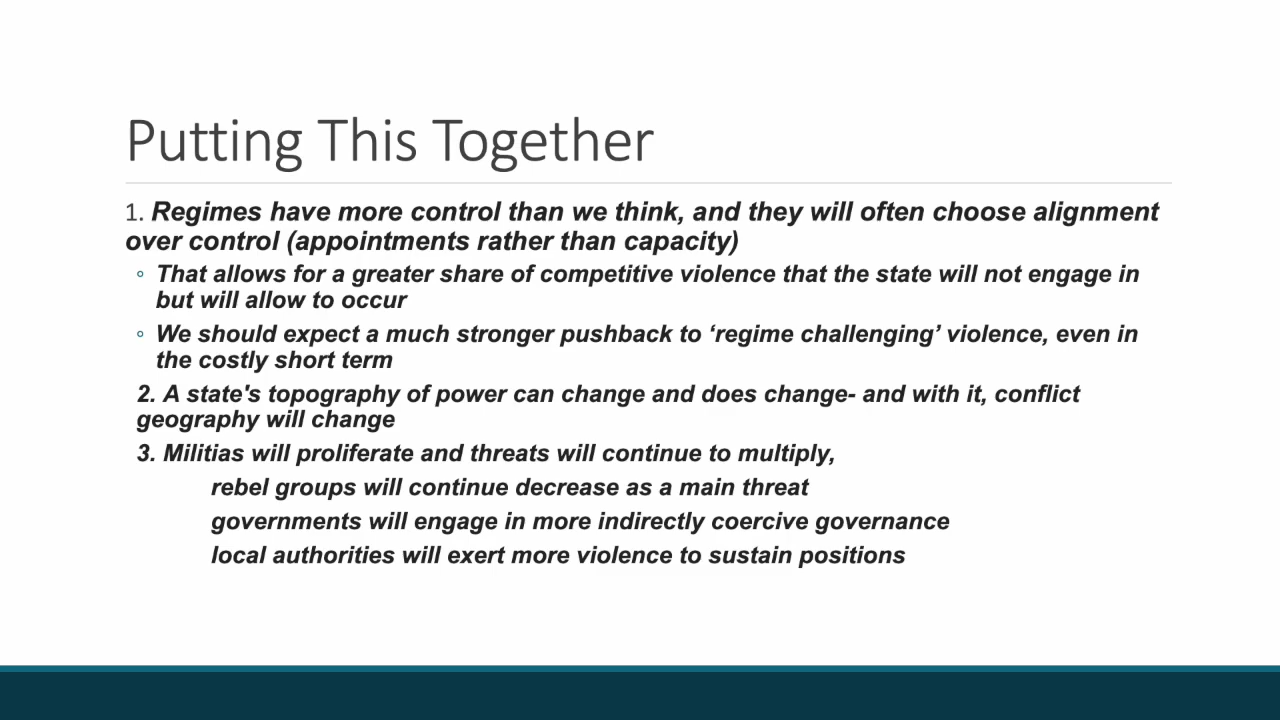 Putting This Together
1. Regimes have more control than we think, and they will often choose alignment
over control (appointments rather than capacity)
◦ That allows for a greater share of competitive violence that the state will not engage in
but will allow to occur
◦ We should expect a much stronger pushback to ‘regime challenging’ violence, even in
the costly short term
2. A state's topography of power can change and does change- and with it, conflict
geography will change
3. Militias will proliferate and threats will continue to multiply,
rebel groups will continue decrease as a main threat
governments will engage in more indirectly coercive governance
local authorities will exert more violence to sustain positions